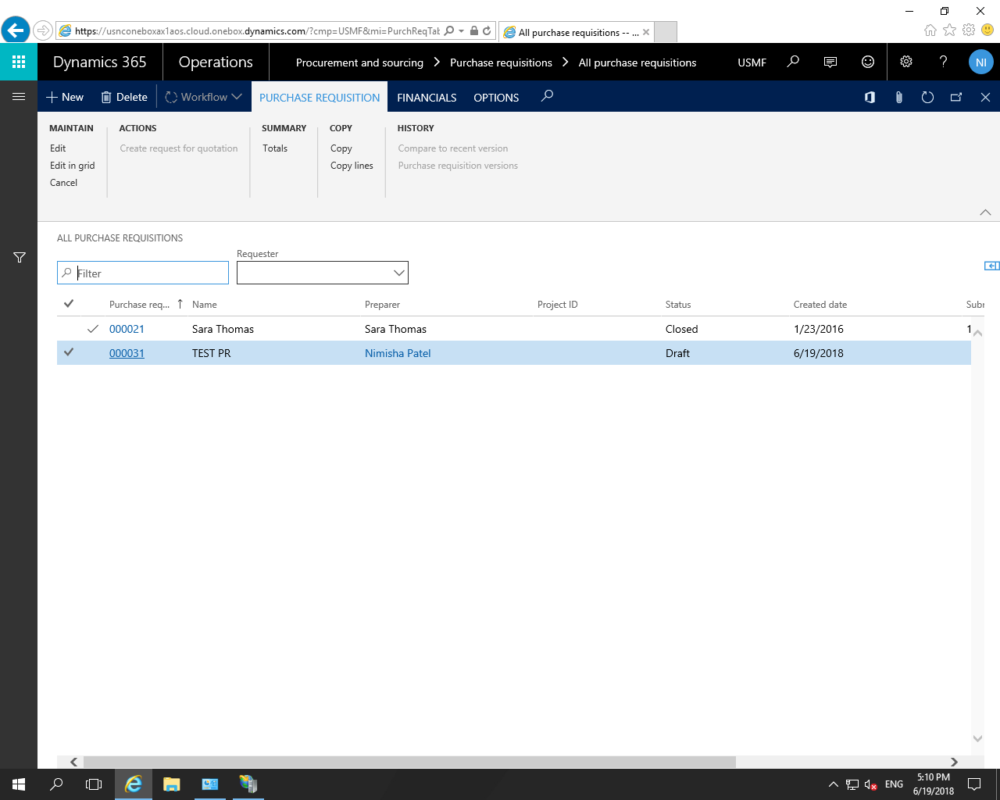 https://usnconeboxax1aos.cloud.onebox.dynamics.com/?cmp=USMF&mi=PurchReqTab
All purchase requisitions -- ...
Dynamics 365
Operations
Procurement and sourcing > Purchase requisitions > All purchase requisitions
USMF
?
NI
+ New
Delete
Workflow
PURCHASE REQUISITION
FINANCIALS
OPTIONS
MAINTAIN
Edit
Edit in grid
Cancel
ACTIONS
Create request for quotation
SUMMARY
Totals
COPY
Copy
Copy lines
HISTORY
Compare to recent version
Purchase requisition versions
ALL PURCHASE REQUISITIONS
Requester
Filter
Purchase req... ↑ Name Preparer Project ID Status Created date Subr
000021 Sara Thomas Sara Thomas Closed 1/23/2016 1
000031 TEST PR Nimisha Patel Draft 6/19/2018
ENG
5:10 PM
6/19/2018